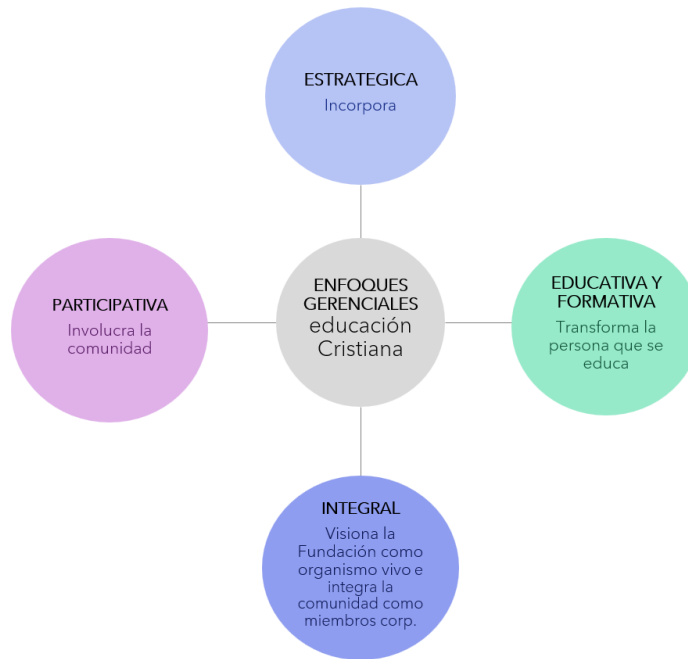 ESTRATEGICA
Incorpora
PARTICIPATIVA
Involucra la
comunidad
ENFOQUES
GERENCIALES
educación
Cristiana
EDUCATIVA Y
FORMATIVA
Transforma la
persona que se
educa
INTEGRAL
Visiona la
Fundación como
organismo vivo e
integra la
comunidad como
miembros corp.